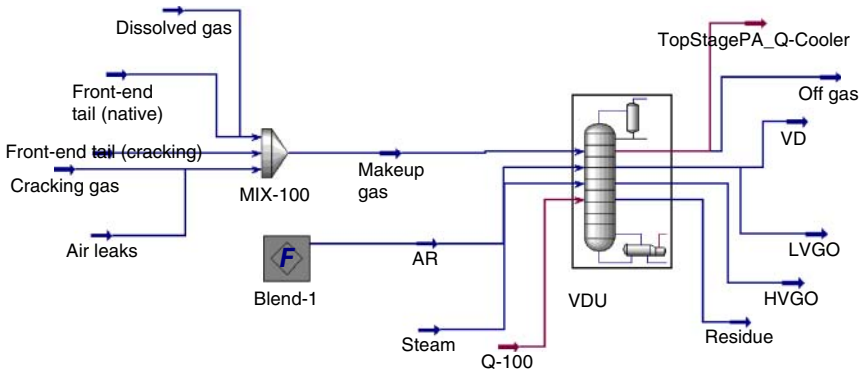 Dissolved gas
TopStagePA_Q-Cooler
Front-end
tail (native)
Off gas
VD
Front-end tail (cracking)
Cracking gas
MIX-100
Makeup
gas
Air leaks
F
AR
LVGO
Blend-1
VDU
HVGO
Steam
Residue
Q-100